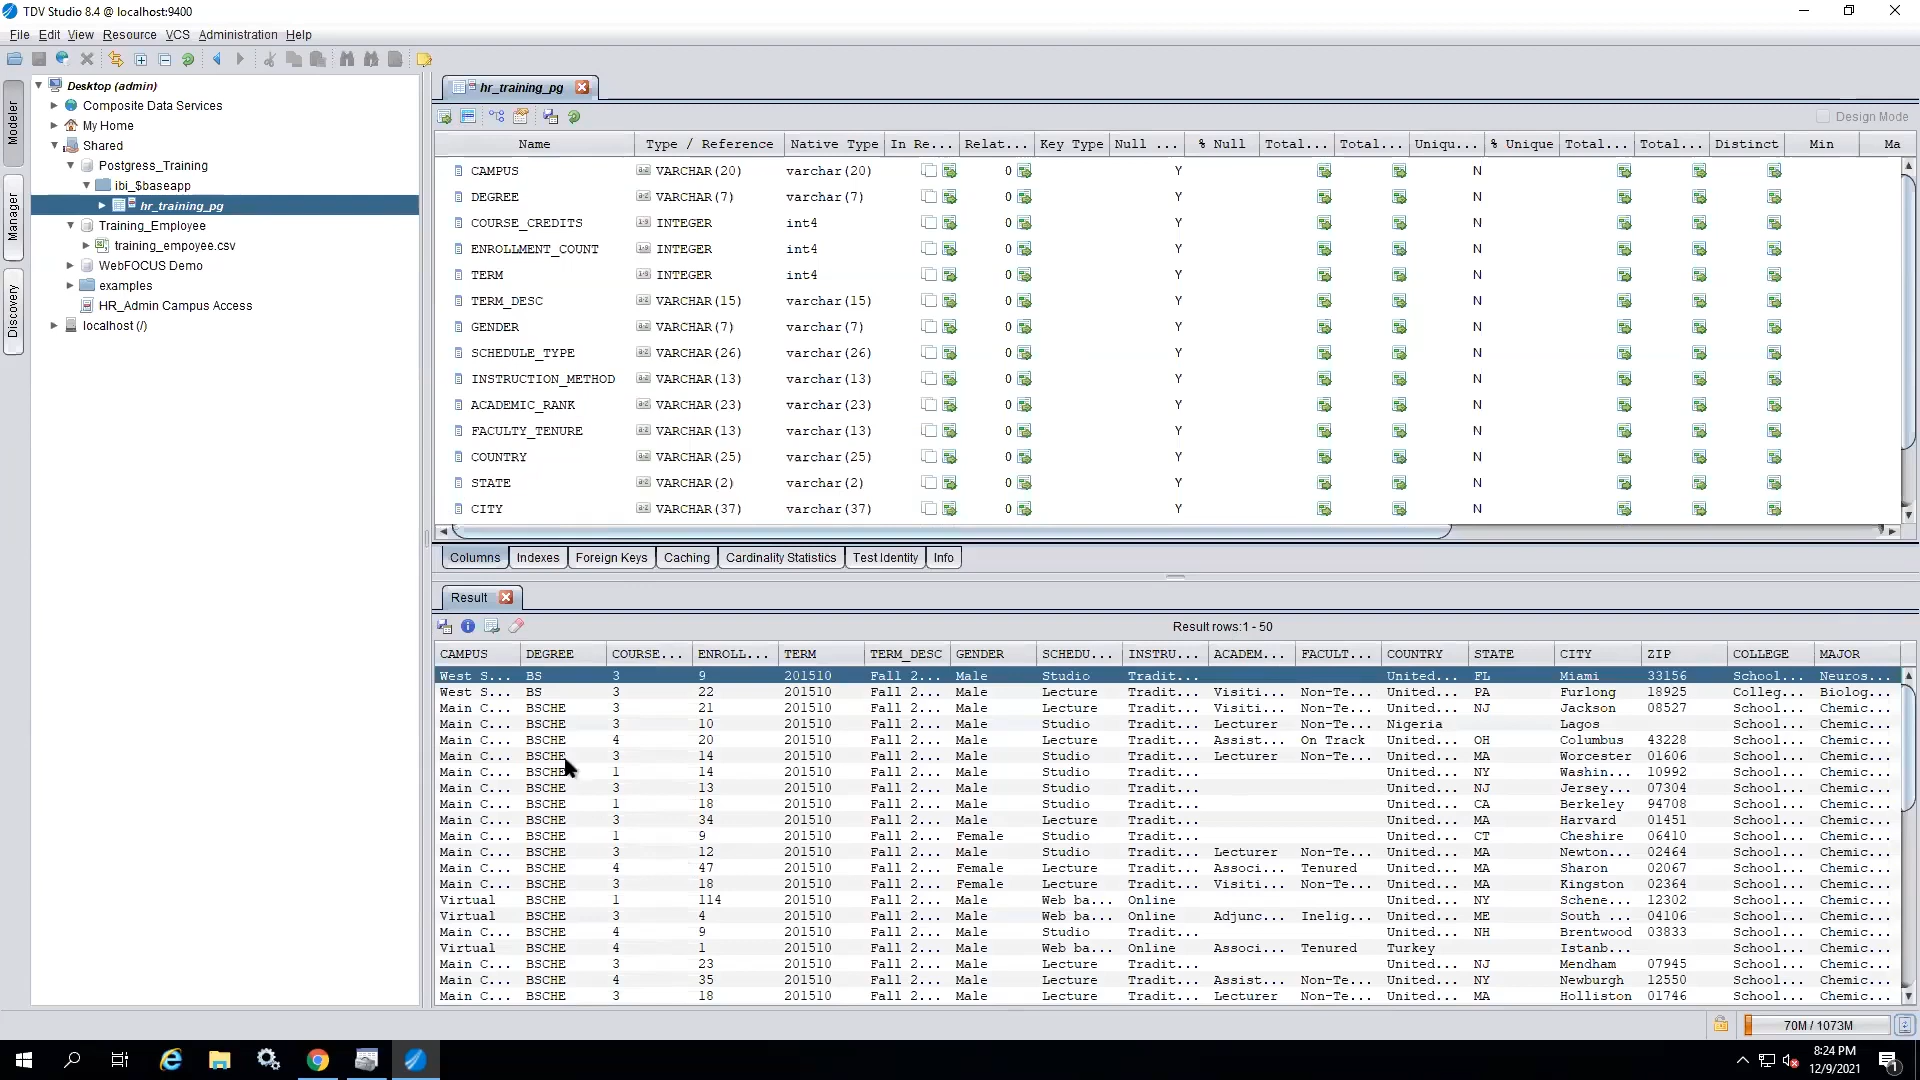 TDV Studio 8.4 @ localhost:9400
File Edit View Resource VCS Administration Help
Modeler
Manager
Discovery
Desktop (admin)
Composite Data Services
My Home
Shared
Postgress_Training
ibi_$baseapp
hr_training_pg
Training_Employee
training_empoyee.csv
WebFOCUS Demo
examples
HR_Admin Campus Access
localhost (/)
hr_training_pg
Design Mode
Name Type / Reference Native Type In Re... Relat... Key Type Null ... % Null Total... Total... Uniqu... % Unique Total... Total... Distinct Min Ma
CAMPUS VARCHAR(20) varchar(20) 0 Y N
DEGREE VARCHAR(7) varchar(7) 0 Y N
COURSE_CREDITS INTEGER int4 0 Y N
ENROLLMENT_COUNT INTEGER int4 0 Y N
TERM INTEGER int4 0 Y N
TERM_DESC VARCHAR(15) varchar(15) 0 Y N
GENDER VARCHAR(7) varchar(7) 0 Y N
SCHEDULE_TYPE VARCHAR(26) varchar(26) 0 Y N
INSTRUCTION_METHOD VARCHAR(13) varchar(13) 0 Y N
ACADEMIC_RANK VARCHAR(23) varchar(23) 0 Y N
FACULTY_TENURE VARCHAR(13) varchar(13) 0 Y N
COUNTRY VARCHAR(25) varchar(25) 0 Y N
STATE VARCHAR(2) varchar(2) 0 Y N
CITY VARCHAR(37) varchar(37) 0 Y N
Columns Indexes Foreign Keys Caching Cardinality Statistics Test Identity Info
Result
Result rows:1 - 50
CAMPUS DEGREE COURSE... ENROLL... TERM TERM_DESC GENDER SCHEDU... INSTRU... ACADEM... FACULT... COUNTRY STATE CITY ZIP COLLEGE MAJOR
West S... BS 3 9 201510 Fall 2... Male Studio Tradit... United... FL Miami 33156 School... Neuros...
West S... BS 3 22 201510 Fall 2... Male Lecture Tradit... Visiti... Non-Te... United... PA Furlong 18925 Colleg... Biolog...
Main C... BSCHE 3 21 201510 Fall 2... Male Lecture Tradit... Visiti... Non-Te... United... NJ Jackson 08527 School... Chemic...
Main C... BSCHE 3 10 201510 Fall 2... Male Studio Tradit... Lecturer Non-Te... Nigeria Lagos School... Chemic...
Main C... BSCHE 4 20 201510 Fall 2... Male Lecture Tradit... Assist... On Track United... OH Columbus 43228 School... Chemic...
Main C... BSCHE 3 14 201510 Fall 2... Male Studio Tradit... Lecturer Non-Te... United... MA Worcester 01606 School... Chemic...
Main C... BSCHE 1 14 201510 Fall 2... Male Studio Tradit... United... NY Washin... 10992 School... Chemic...
Main C... BSCHE 3 13 201510 Fall 2... Male Studio Tradit... United... NJ Jersey... 07304 School... Chemic...
Main C... BSCHE 1 18 201510 Fall 2... Male Studio Tradit... United... CA Berkeley 94708 School... Chemic...
Main C... BSCHE 3 34 201510 Fall 2... Male Lecture Tradit... United... MA Harvard 01451 School... Chemic...
Main C... BSCHE 1 9 201510 Fall 2... Female Studio Tradit... United... CT Cheshire 06410 School... Chemic...
Main C... BSCHE 3 12 201510 Fall 2... Male Studio Tradit... Lecturer Non-Te... United... MA Newton... 02464 School... Chemic...
Main C... BSCHE 4 47 201510 Fall 2... Female Lecture Tradit... Associ... Tenured United... MA Sharon 02067 School... Chemic...
Main C... BSCHE 3 18 201510 Fall 2... Female Lecture Tradit... Visiti... Non-Te... United... MA Kingston 02364 School... Chemic...
Virtual BSCHE 1 114 201510 Fall 2... Male Web ba... Online United... NY Schene... 12302 School... Chemic...
Virtual BSCHE 3 4 201510 Fall 2... Male Web ba... Online Adjunc... Inelig... United... ME South ... 04106 School... Chemic...
Main C... BSCHE 4 9 201510 Fall 2... Male Studio Tradit... United... NH Brentwood 03833 School... Chemic...
Virtual BSCHE 4 1 201510 Fall 2... Male Web ba... Online Associ... Tenured Turkey Istanb... School... Chemic...
Main C... BSCHE 3 23 201510 Fall 2... Male Lecture Tradit... United... NJ Mendham 07945 School... Chemic...
Main C... BSCHE 4 35 201510 Fall 2... Male Lecture Tradit... Assist... Non-Te... United... NY Newburgh 12550 School... Chemic...
Main C... BSCHE 3 18 201510 Fall 2... Male Lecture Tradit... Lecturer Non-Te... United... MA Holliston 01746 School... Chemic...
70M / 1073M
8:24 PM
12/9/2021
1